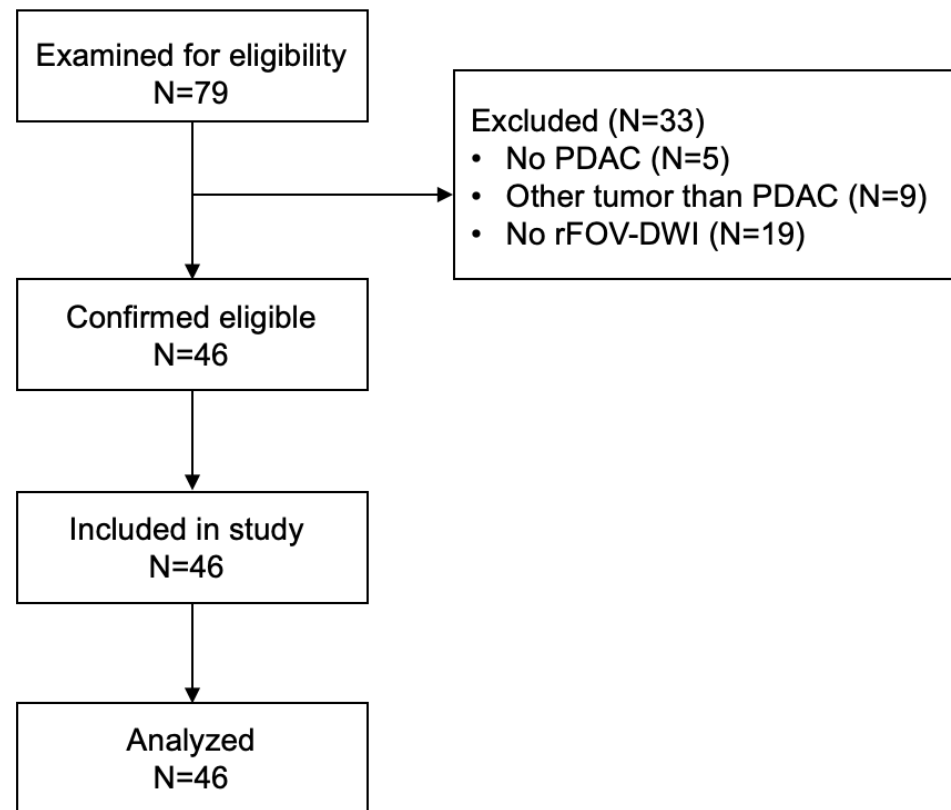 Examined for eligibility
N=79
Excluded (N=33)
• No PDAC (N=5)
• Other tumor than PDAC (N=9)
• No rFOV-DWI (N=19)
Confirmed eligible
N=46
Included in study
N=46
Analyzed
N=46